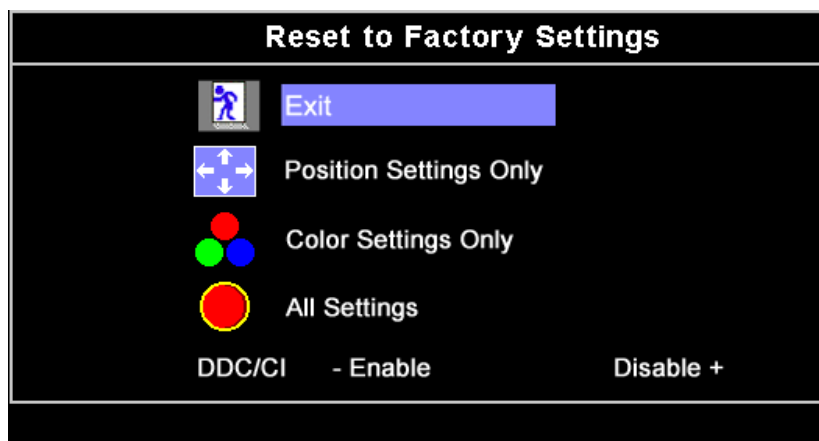 Reset to Factory Settings
Exit
Position Settings Only
Color Settings Only
All Settings
DDC/CI - Enable Disable +